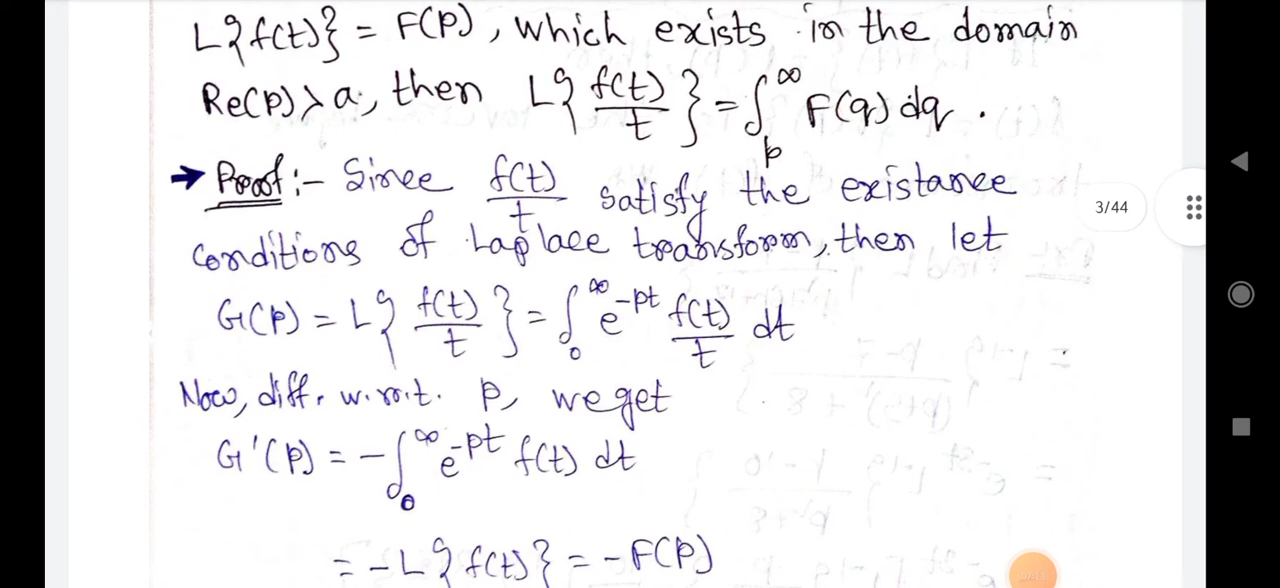 L{f(t)} = F(p), which exists in the domain
Re(p) > a, then L{ f(t)/t } = ∫_p^∞ F(q) dq .
→ Proof :- Since f(t)/t satisfy the existance
conditions of Laplace transform, then let
G(p) = L{ f(t)/t } = ∫_0^∞ e^-pt f(t)/t dt
Now, diff. w.r.t. p, we get
G'(p) = - ∫_0^∞ e^-pt f(t) dt
= -L{f(t)} = -F(p)
3/44